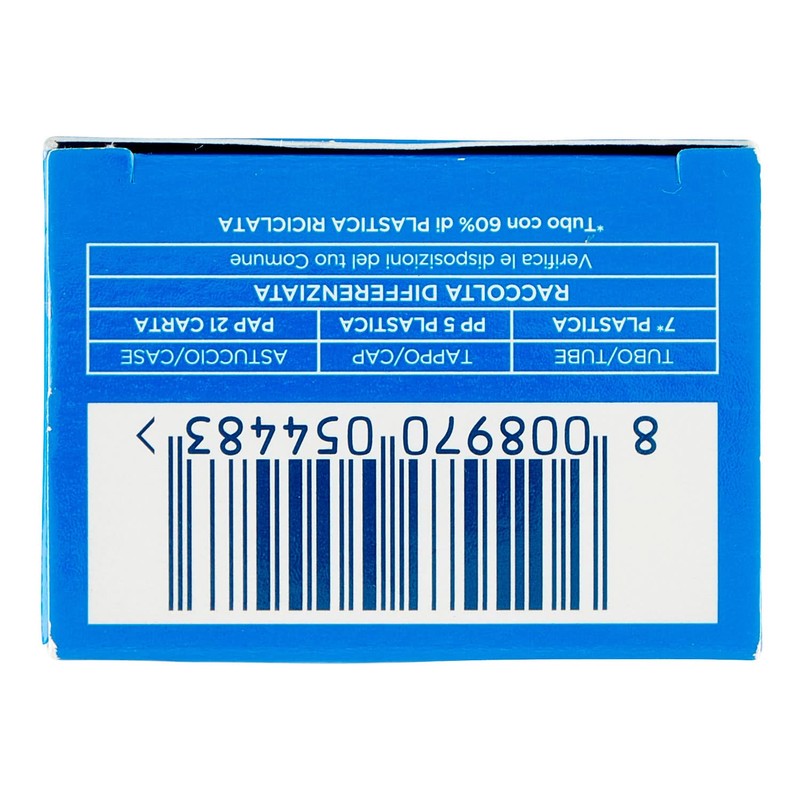 8 008970 054483 >
TUBO/TUBE TAPPO/CAP ASTUCCIO/CASE
7* PLASTICA PP 5 PLASTICA PAP 21 CARTA
RACCOLTA DIFFERENZIATA
Verifica le disposizioni del tuo Comune
*Tubo con 60% di PLASTICA RICICLATA